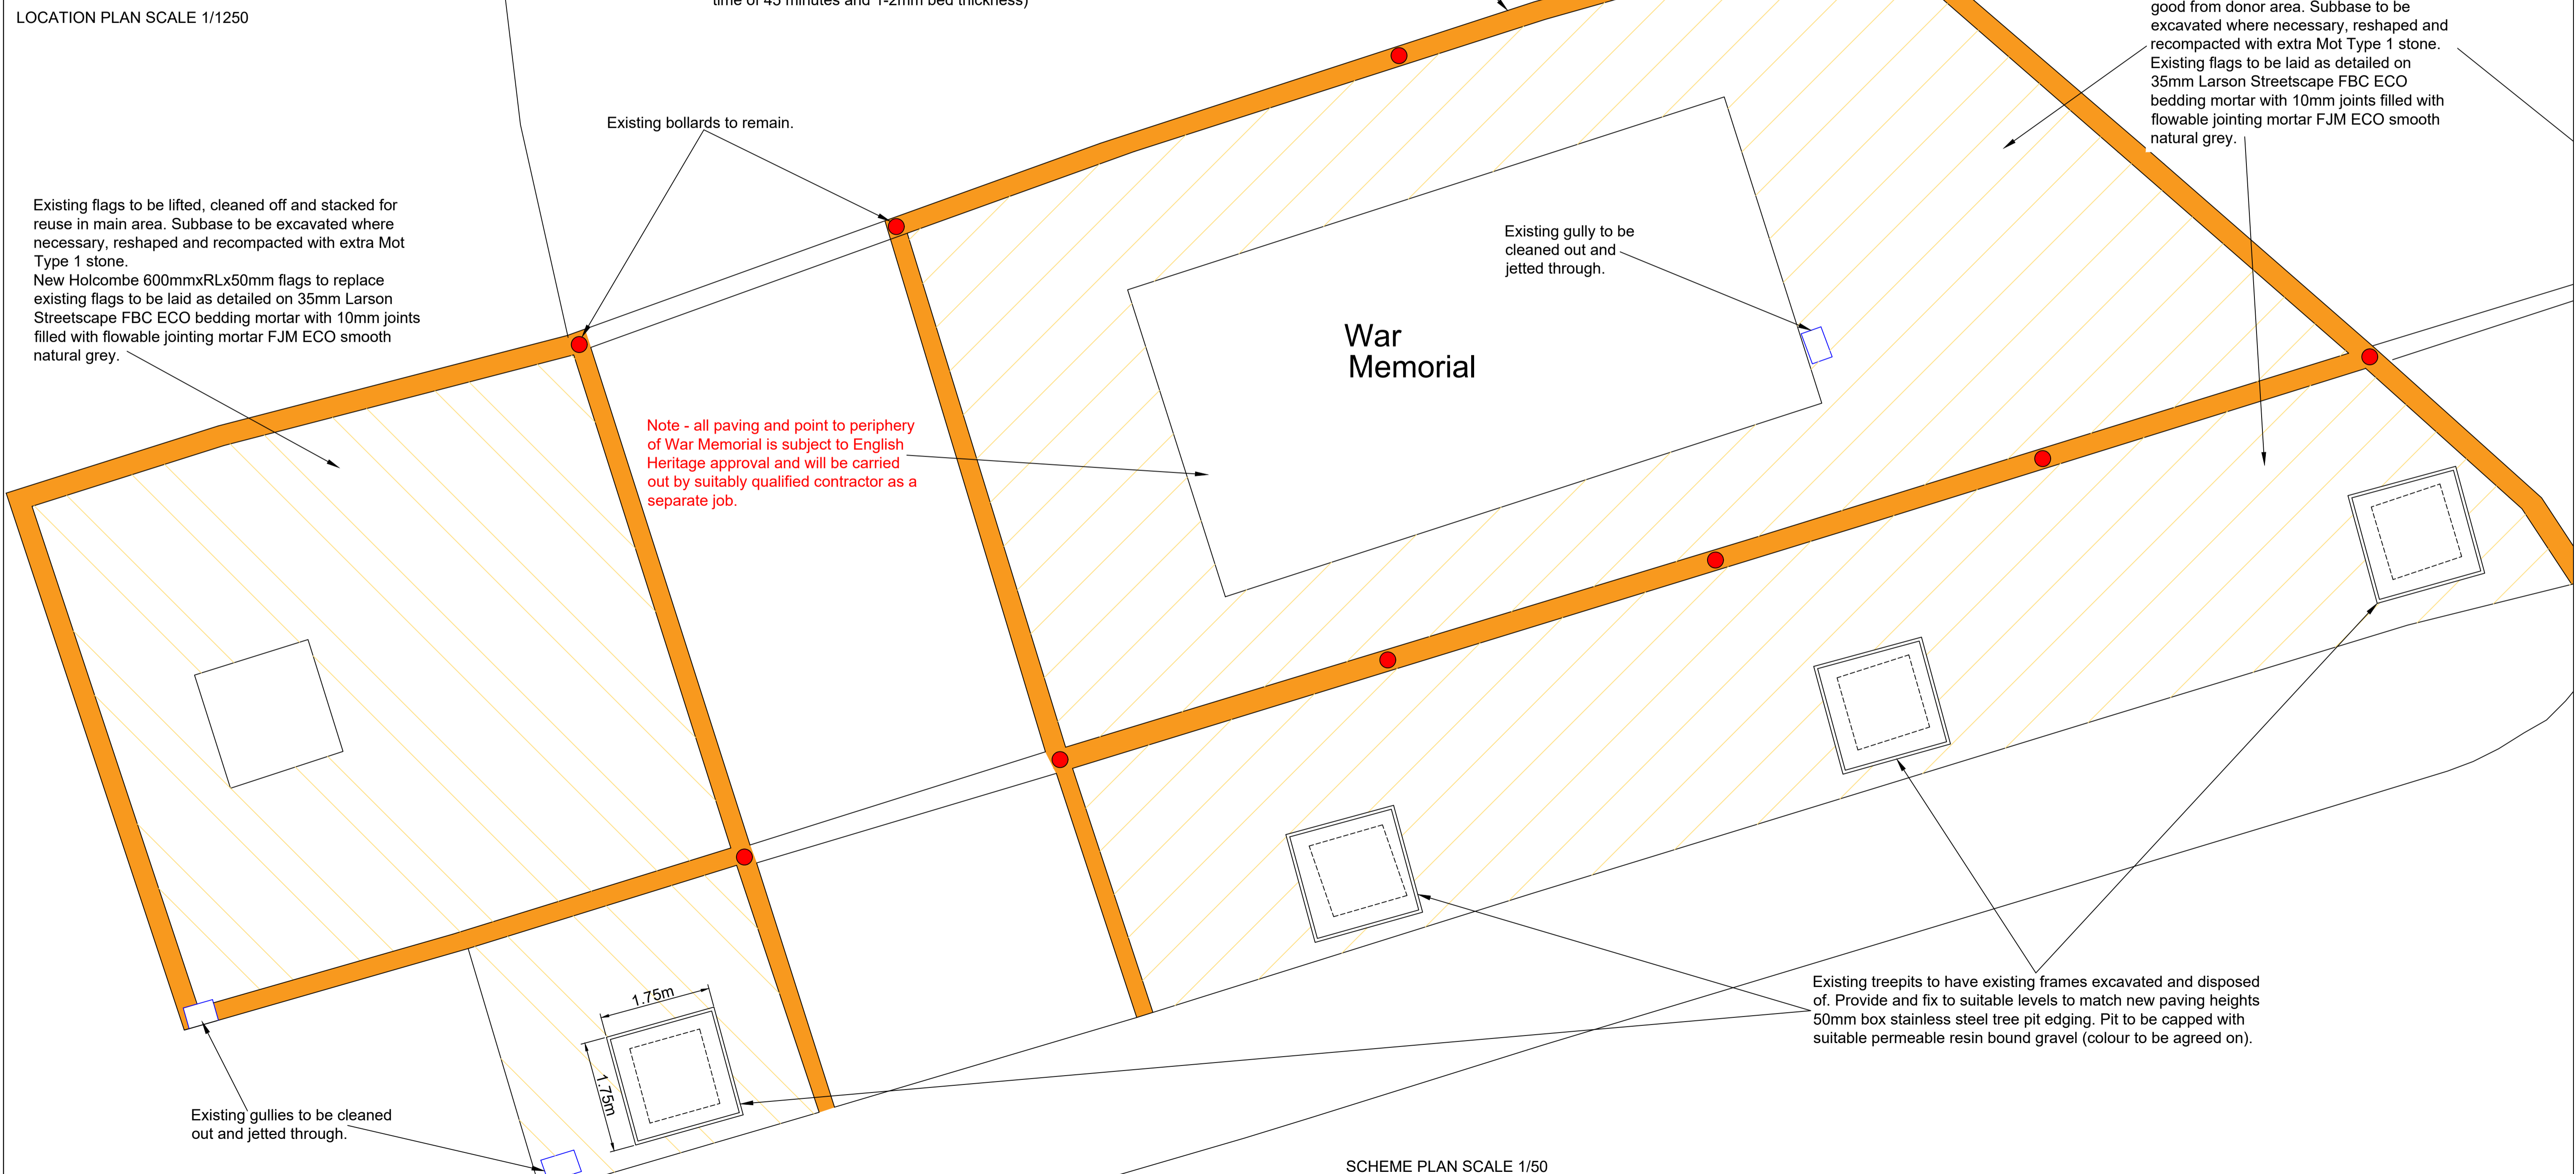 LOCATION PLAN SCALE 1/1250
time of 45 minutes and 1-2mm bed thickness)
good from donor area. Subbase to be
excavated where necessary, reshaped and
recompacted with extra Mot Type 1 stone.
Existing flags to be laid as detailed on
35mm Larson Streetscape FBC ECO
bedding mortar with 10mm joints filled with
flowable jointing mortar FJM ECO smooth
natural grey.
Existing bollards to remain.
Existing flags to be lifted, cleaned off and stacked for
reuse in main area. Subbase to be excavated where
necessary, reshaped and recompacted with extra Mot
Type 1 stone.
New Holcombe 600mmxRLx50mm flags to replace
existing flags to be laid as detailed on 35mm Larson
Streetscape FBC ECO bedding mortar with 10mm joints
filled with flowable jointing mortar FJM ECO smooth
natural grey.
Existing gully to be
cleaned out and
jetted through.
War
Memorial
Note - all paving and point to periphery
of War Memorial is subject to English
Heritage approval and will be carried
out by suitably qualified contractor as a
separate job.
1.75m
1.75m
Existing treepits to have existing frames excavated and disposed
of. Provide and fix to suitable levels to match new paving heights
50mm box stainless steel tree pit edging. Pit to be capped with
suitable permeable resin bound gravel (colour to be agreed on).
Existing gullies to be cleaned
out and jetted through.
SCHEME PLAN SCALE 1/50